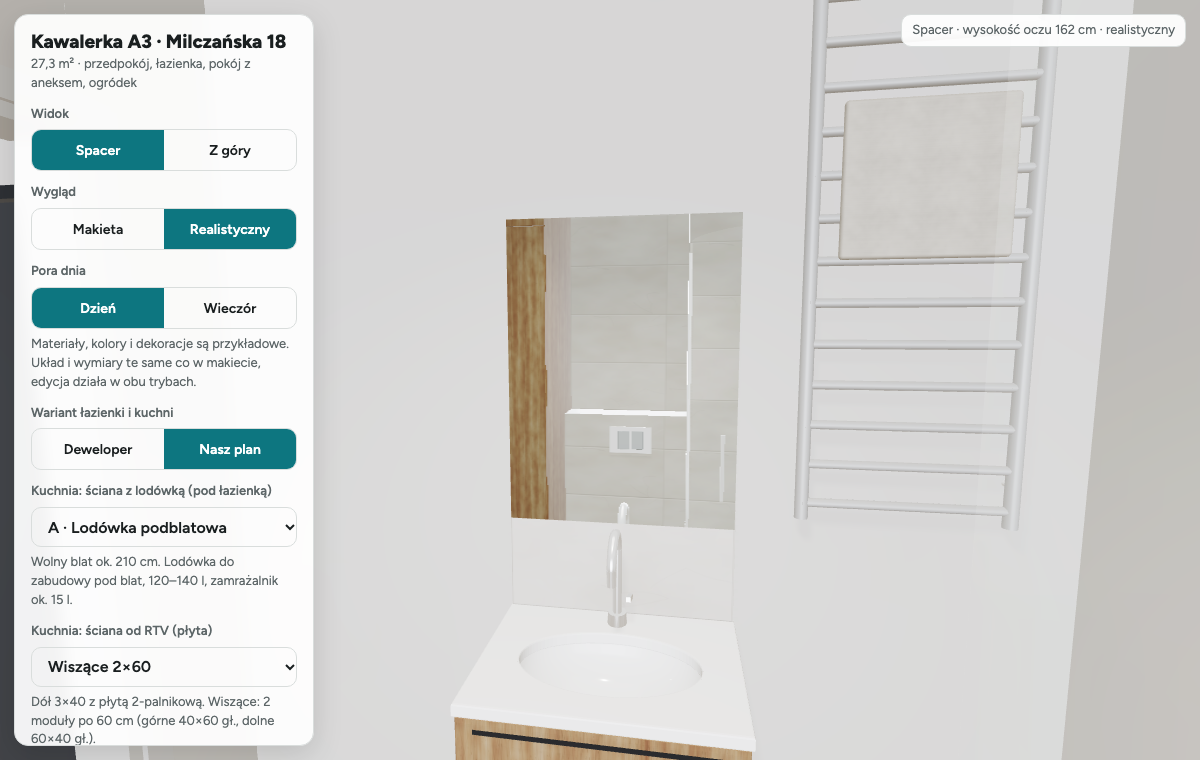 Kawalerka A3 · Milczańska 18
27,3 m² · przedpokój, łazienka, pokój z
aneksem, ogródek
Widok
Spacer
Z góry
Wygląd
Makieta
Realistyczny
Pora dnia
Dzień
Wieczór
Materiały, kolory i dekoracje są przykładowe.
Układ i wymiary te same co w makiecie,
edycja działa w obu trybach.
Wariant łazienki i kuchni
Deweloper
Nasz plan
Kuchnia: ściana z lodówką (pod łazienką)
A · Lodówka podblatowa
Wolny blat ok. 210 cm. Lodówka do
zabudowy pod blat, 120–140 l, zamrażalnik
ok. 15 l.
Kuchnia: ściana od RTV (płyta)
Wiszące 2×60
Dół 3×40 z płytą 2-palnikową. Wiszące: 2
moduły po 60 cm (górne 40×60 gł., dolne
60×40 gł.).
Spacer · wysokość oczu 162 cm · realistyczny